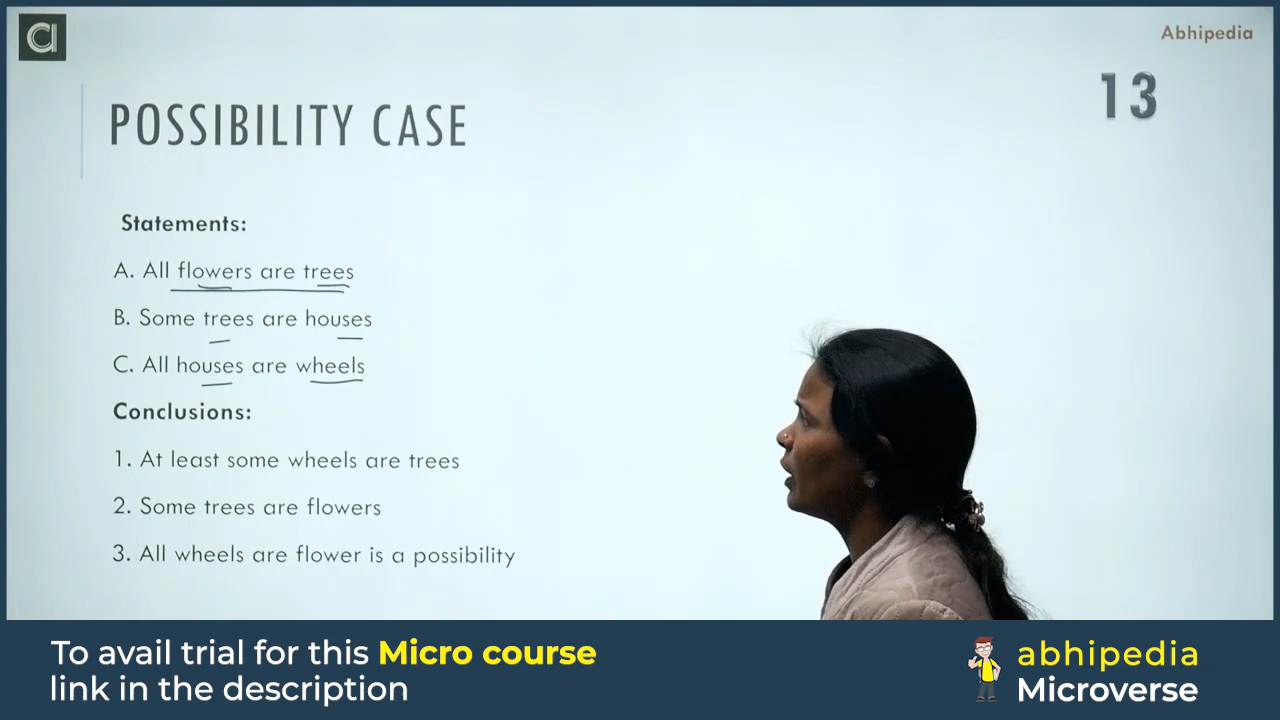 Abhipedia
13
POSSIBILITY CASE
Statements:
A. All flowers are trees
B. Some trees are houses
C. All houses are wheels
Conclusions:
1. At least some wheels are trees
2. Some trees are flowers
3. All wheels are flower is a possibility
To avail trial for this Micro course
link in the description
abhipedia
Microverse